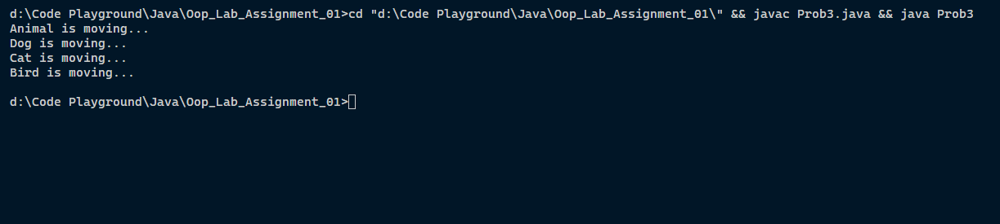 d:\Code Playground\Java\Oop_Lab_Assignment_01>cd "d:\Code Playground\Java\Oop_Lab_Assignment_01\" && javac Prob3.java && java Prob3
Animal is moving...
Dog is moving...
Cat is moving...
Bird is moving...
d:\Code Playground\Java\Oop_Lab_Assignment_01>